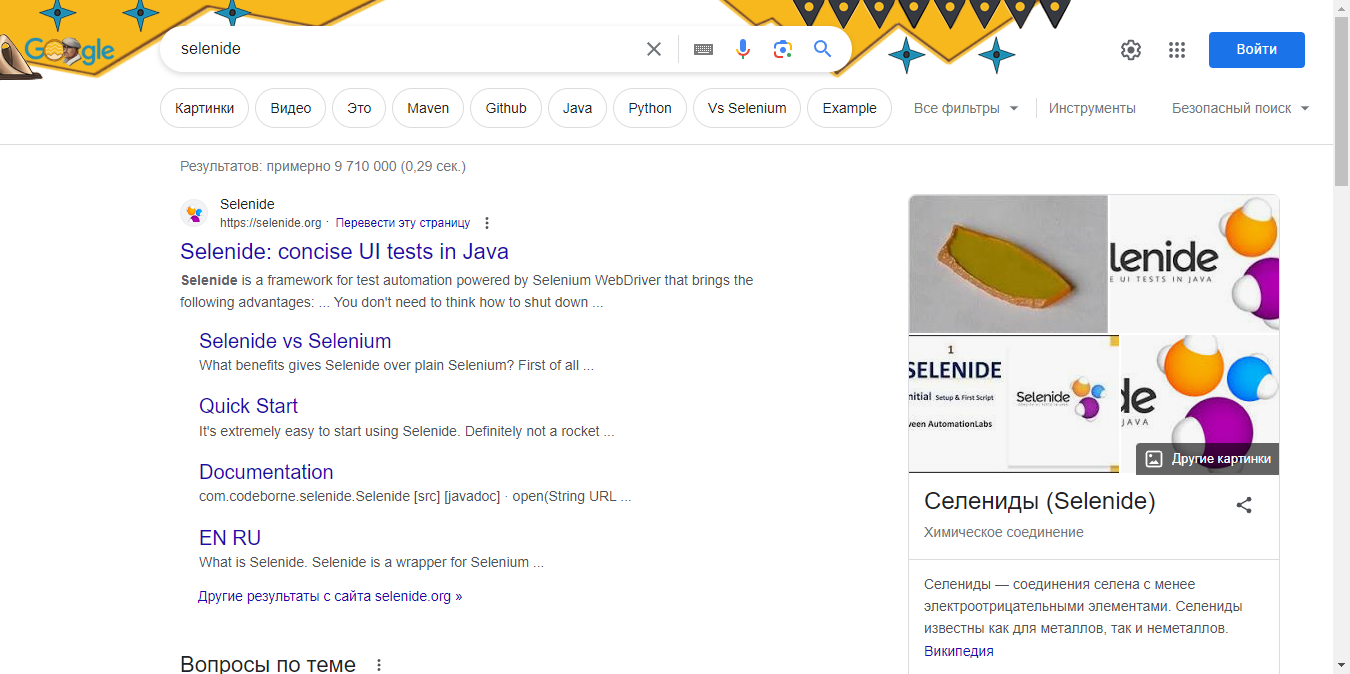 Google
selenide
Войти
Картинки
Видео
Это
Maven
Github
Java
Python
Vs Selenium
Example
Все фильтры
Инструменты
Безопасный поиск
Результатов: примерно 9 710 000 (0,29 сек.)
Selenide
https://selenide.org · Перевести эту страницу
Selenide: concise UI tests in Java
Selenide is a framework for test automation powered by Selenium WebDriver that brings the
following advantages: ... You don't need to think how to shut down ...
Selenide vs Selenium
What benefits gives Selenide over plain Selenium? First of all ...
Quick Start
It's extremely easy to start using Selenide. Definitely not a rocket ...
Documentation
com.codeborne.selenide.Selenide [src] [javadoc] · open(String URL ...
EN RU
What is Selenide. Selenide is a wrapper for Selenium ...
Другие результаты с сайта selenide.org »
Вопросы по теме
lenide
E UI TESTS IN JAVA
1
SELENIDE
nitial Setup & First Script
veen AutomationLabs
Selenide
de
JAVA
Другие картинки
Селениды (Selenide)
Химическое соединение
Селениды — соединения селена с менее
электроотрицательными элементами. Селениды
известны как для металлов, так и неметаллов.
Википедия